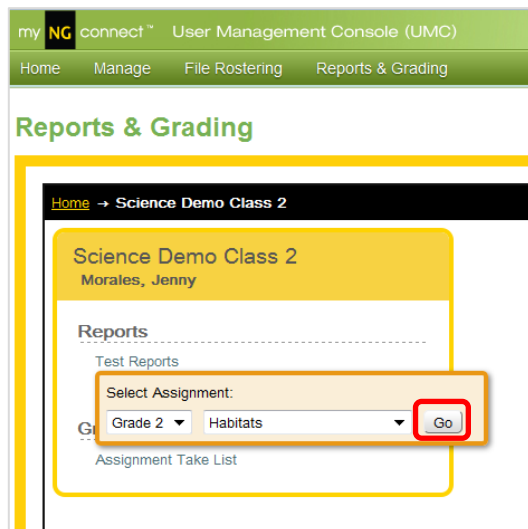 my NG connect™ User Management Console (UMC)
Home Manage File Rostering Reports & Grading
Reports & Grading
Home → Science Demo Class 2
Science Demo Class 2
Morales, Jenny
Reports
Test Reports
Select Assignment:
Grade 2 Habitats Go
Assignment Take List